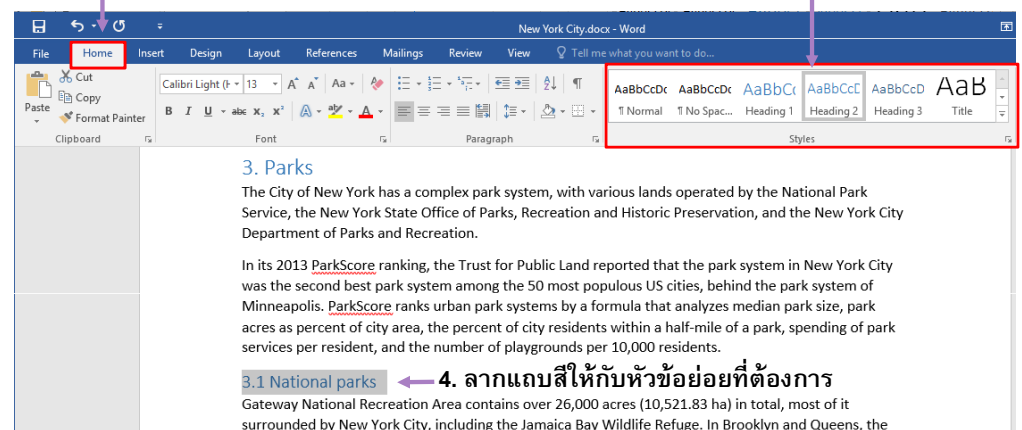 New York City.docx - Word
File Home Insert Design Layout References Mailings Review View Tell me what you want to do...
Cut
Copy
Format Painter
Paste
Clipboard
Calibri Light (H 13 A A Aa
B I U abc x₂ x² A ab A
Font
Paragraph
AaBbCcDc AaBbCcDc AaBbCc AaBbCcE AaBbCcD AaB
¶ Normal ¶ No Spac... Heading 1 Heading 2 Heading 3 Title
Styles
3. Parks
The City of New York has a complex park system, with various lands operated by the National Park
Service, the New York State Office of Parks, Recreation and Historic Preservation, and the New York City
Department of Parks and Recreation.
In its 2013 ParkScore ranking, the Trust for Public Land reported that the park system in New York City
was the second best park system among the 50 most populous US cities, behind the park system of
Minneapolis. ParkScore ranks urban park systems by a formula that analyzes median park size, park
acres as percent of city area, the percent of city residents within a half-mile of a park, spending of park
services per resident, and the number of playgrounds per 10,000 residents.
3.1 National parks
4. ลากแถบสีให้กับหัวข้อย่อยที่ต้องการ
Gateway National Recreation Area contains over 26,000 acres (10,521.83 ha) in total, most of it
surrounded by New York City, including the Jamaica Bay Wildlife Refuge. In Brooklyn and Queens, the